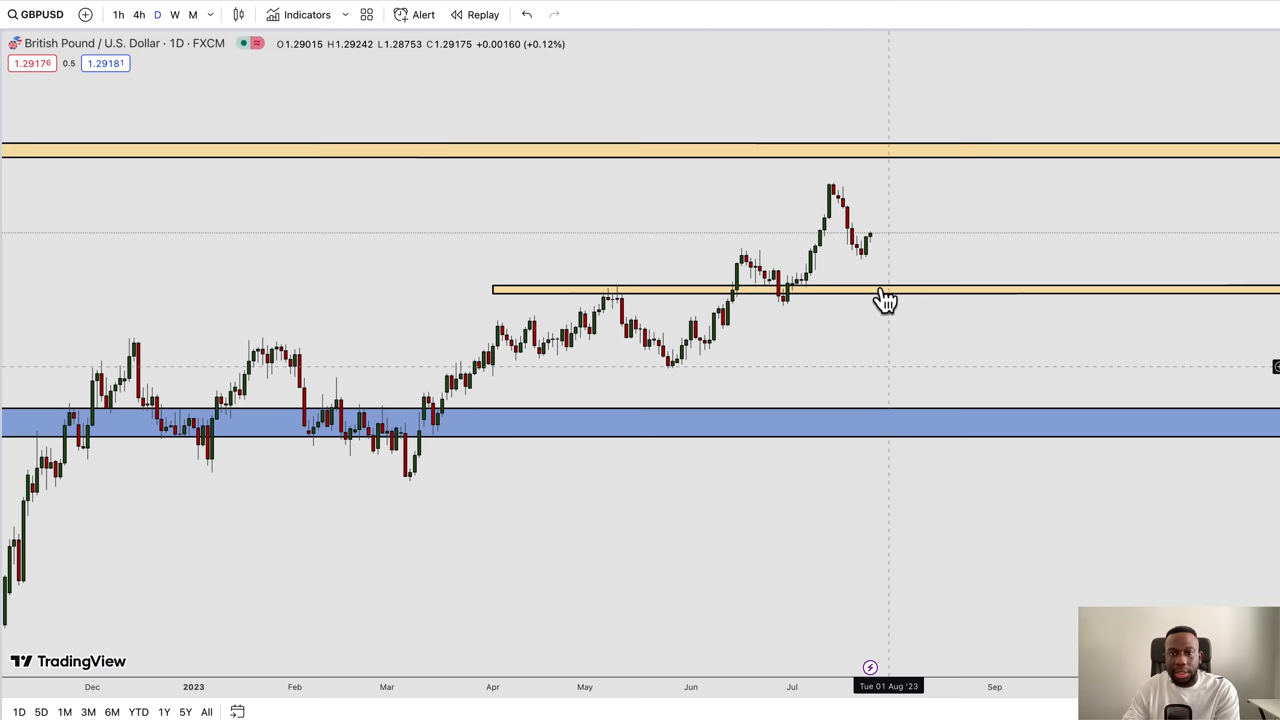 GBPUSD 1h 4h D W M Indicators Alert Replay
British Pound / U.S. Dollar · 1D · FXCM O1.29015 H1.29242 L1.28753 C1.29175 +0.00160 (+0.12%)
1.29176 0.5 1.29181
TradingView
Dec 2023 Feb Mar Apr May Jun Jul Tue 01 Aug '23 Sep
1D 5D 1M 3M 6M YTD 1Y 5Y All